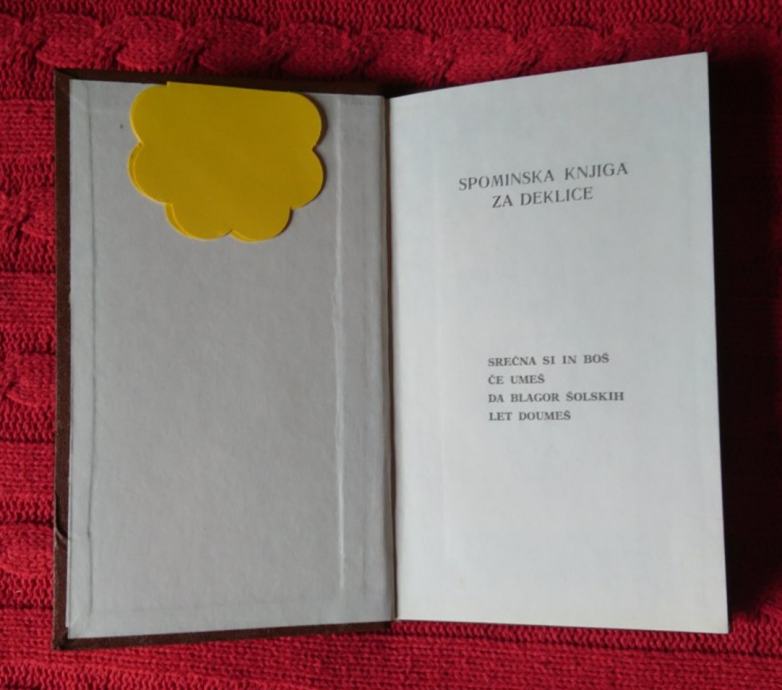 SPOMINSKA KNJIGA
ZA DEKLICE
SREČNA SI IN BOŠ
ČE UMEŠ
DA BLAGOR ŠOLSKIH
LET DOUMEŠ